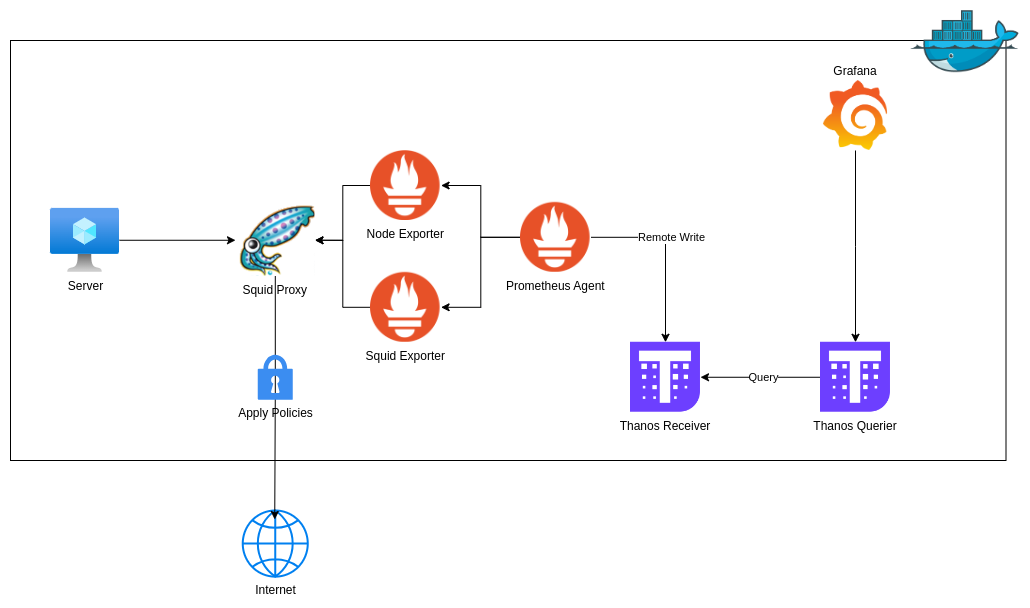 Grafana
Node Exporter
Remote Write
Server
Squid Proxy
Prometheus Agent
Squid Exporter
Query
Apply Policies
Thanos Receiver
Thanos Querier
Internet